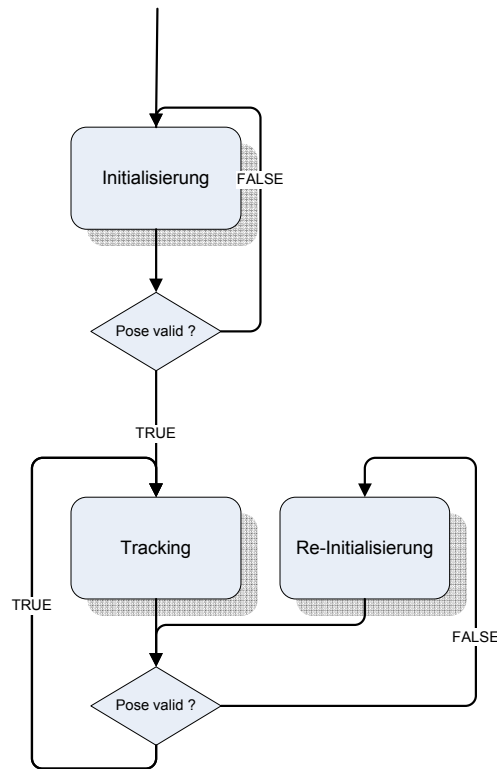 Initialisierung
FALSE
Pose valid ?
TRUE
Tracking
Re-Initialisierung
TRUE
FALSE
Pose valid ?